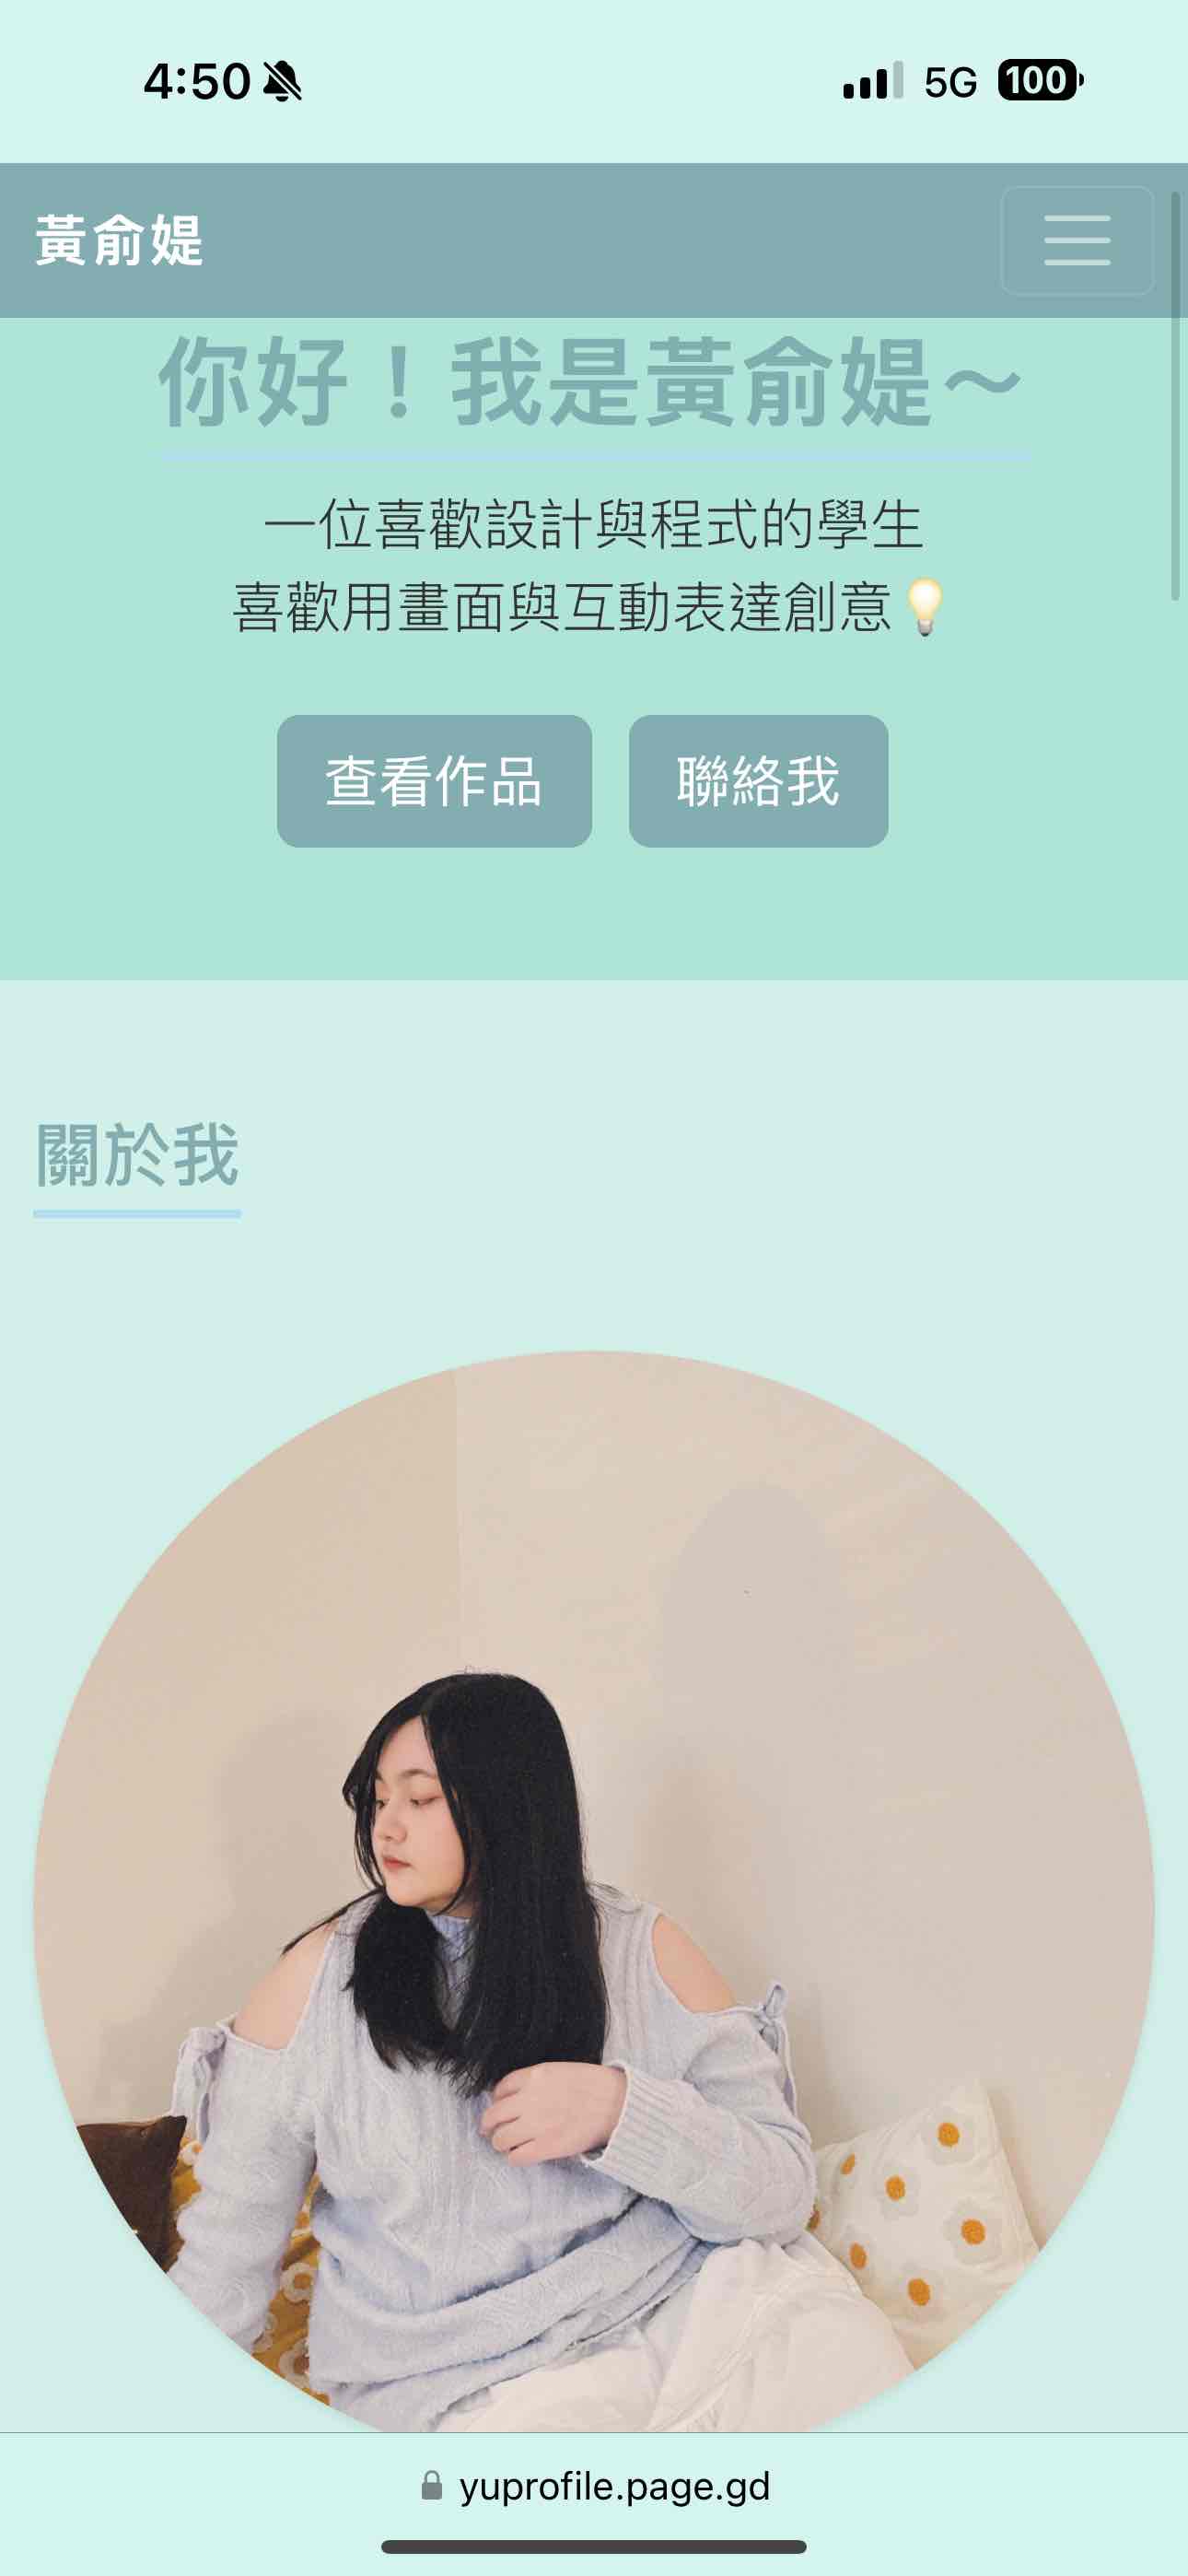 4:50
5G 100
黃俞媞
你好！我是黃俞媞～
一位喜歡設計與程式的學生
喜歡用畫面與互動表達創意💡
查看作品 聯絡我
關於我
yuprofile.page.gd